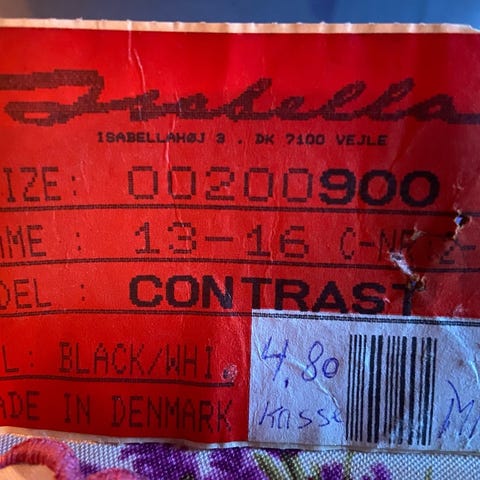 Isabella
ISABELLAHØJ 3 . DK 7100 VEJLE
IZE: 00200900
ME : 13-16
DEL : CONTRAST
L: BLACK/WHI.
ADE IN DENMARK
4,80
Kasse
M